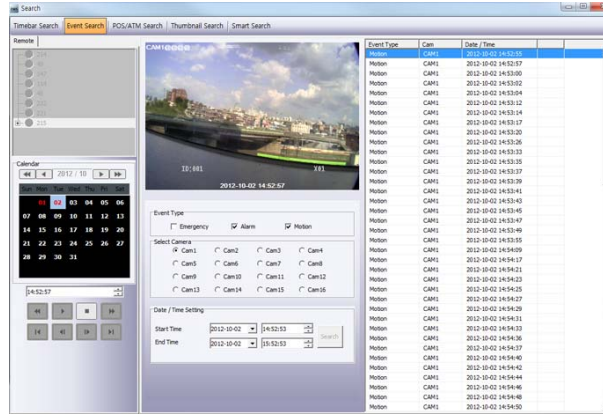 Search
Timebar Search Event Search POS/ATM Search Thumbnail Search Smart Search
Remote
215
Calendar
2012 / 10
Sun Mon Tue Wed Thu Fri Sat
01 02 03 04 05 06
07 08 09 10 11 12 13
14 15 16 17 18 19 20
21 22 23 24 25 26 27
28 29 30 31
14:52:57
ID:001 X01
2012-10-02 14:52:57
Event Type
Emergency Alarm Motion
Select Camera
Cam1 Cam2 Cam3 Cam4
Cam5 Cam6 Cam7 Cam8
Cam9 Cam10 Cam11 Cam12
Cam13 Cam14 Cam15 Cam16
Date / Time Setting
Start Time 2012-10-02 14:52:53
End Time 2012-10-02 15:52:53
Search
Event Type Cam Date / Time
Motion CAM1 2012-10-02 14:52:55
Motion CAM1 2012-10-02 14:52:57
Motion CAM1 2012-10-02 14:53:00
Motion CAM1 2012-10-02 14:53:02
Motion CAM1 2012-10-02 14:53:04
Motion CAM1 2012-10-02 14:53:12
Motion CAM1 2012-10-02 14:53:14
Motion CAM1 2012-10-02 14:53:17
Motion CAM1 2012-10-02 14:53:20
Motion CAM1 2012-10-02 14:53:26
Motion CAM1 2012-10-02 14:53:33
Motion CAM1 2012-10-02 14:53:35
Motion CAM1 2012-10-02 14:53:37
Motion CAM1 2012-10-02 14:53:39
Motion CAM1 2012-10-02 14:53:41
Motion CAM1 2012-10-02 14:53:43
Motion CAM1 2012-10-02 14:53:45
Motion CAM1 2012-10-02 14:53:47
Motion CAM1 2012-10-02 14:53:49
Motion CAM1 2012-10-02 14:53:55
Motion CAM1 2012-10-02 14:54:09
Motion CAM1 2012-10-02 14:54:17
Motion CAM1 2012-10-02 14:54:21
Motion CAM1 2012-10-02 14:54:23
Motion CAM1 2012-10-02 14:54:25
Motion CAM1 2012-10-02 14:54:27
Motion CAM1 2012-10-02 14:54:29
Motion CAM1 2012-10-02 14:54:31
Motion CAM1 2012-10-02 14:54:33
Motion CAM1 2012-10-02 14:54:36
Motion CAM1 2012-10-02 14:54:37
Motion CAM1 2012-10-02 14:54:40
Motion CAM1 2012-10-02 14:54:42
Motion CAM1 2012-10-02 14:54:44
Motion CAM1 2012-10-02 14:54:46
Motion CAM1 2012-10-02 14:54:48
Motion CAM1 2012-10-02 14:54:50